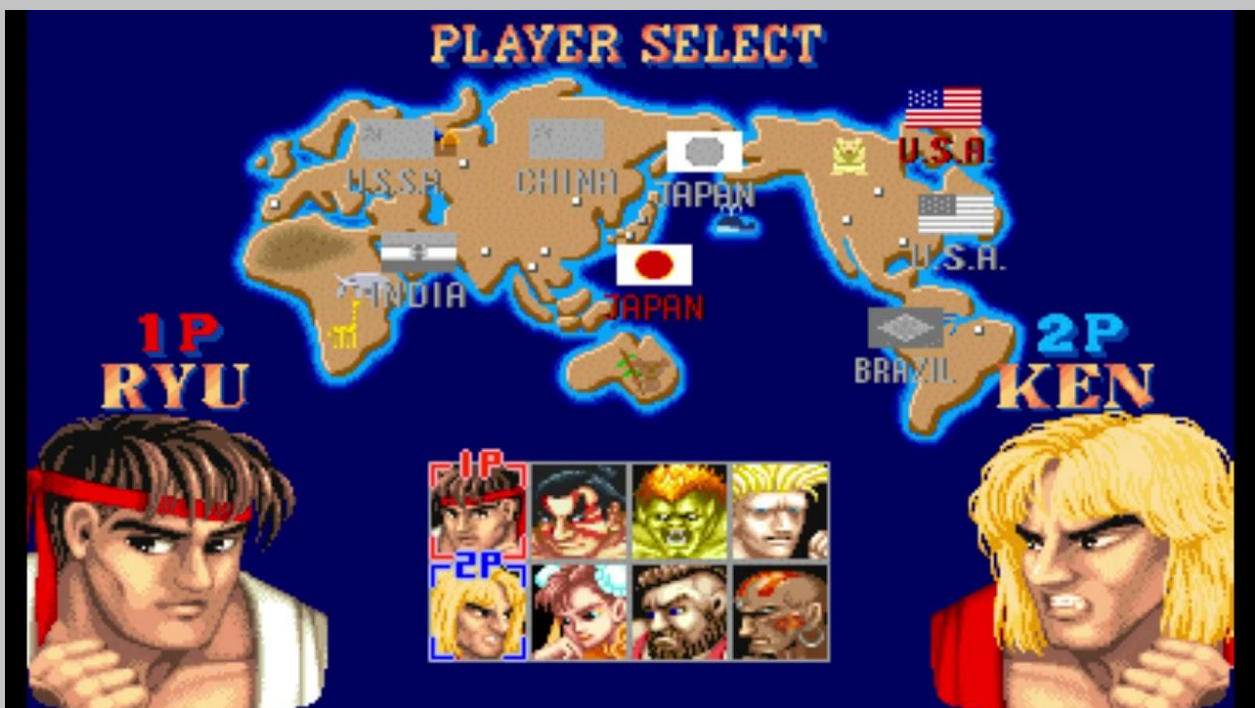 PLAYER SELECT
U.S.A.
U.S.S.R.
CHINA
JAPAN
U.S.A.
INDIA
JAPAN
BRAZIL
1P
RYU
2P
KEN
1P
2P